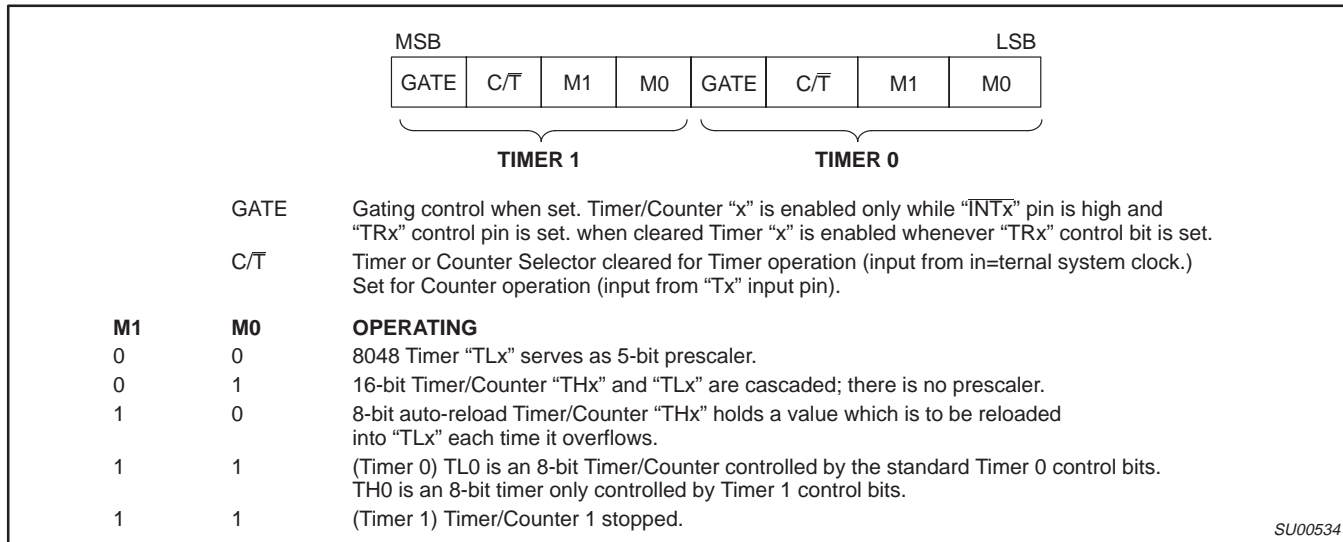 MSB LSB
GATE C/T̅ M1 M0 GATE C/T̅ M1 M0
TIMER 1 TIMER 0
GATE Gating control when set. Timer/Counter “x” is enabled only while “I̅N̅T̅x̅” pin is high and
“TRx” control pin is set. when cleared Timer “x” is enabled whenever “TRx” control bit is set.
C/T̅ Timer or Counter Selector cleared for Timer operation (input from in=ternal system clock.)
Set for Counter operation (input from “Tx” input pin).
M1 M0 OPERATING
0 0 8048 Timer “TLx” serves as 5-bit prescaler.
0 1 16-bit Timer/Counter “THx” and “TLx” are cascaded; there is no prescaler.
1 0 8-bit auto-reload Timer/Counter “THx” holds a value which is to be reloaded
into “TLx” each time it overflows.
1 1 (Timer 0) TL0 is an 8-bit Timer/Counter controlled by the standard Timer 0 control bits.
TH0 is an 8-bit timer only controlled by Timer 1 control bits.
1 1 (Timer 1) Timer/Counter 1 stopped.
SU00534